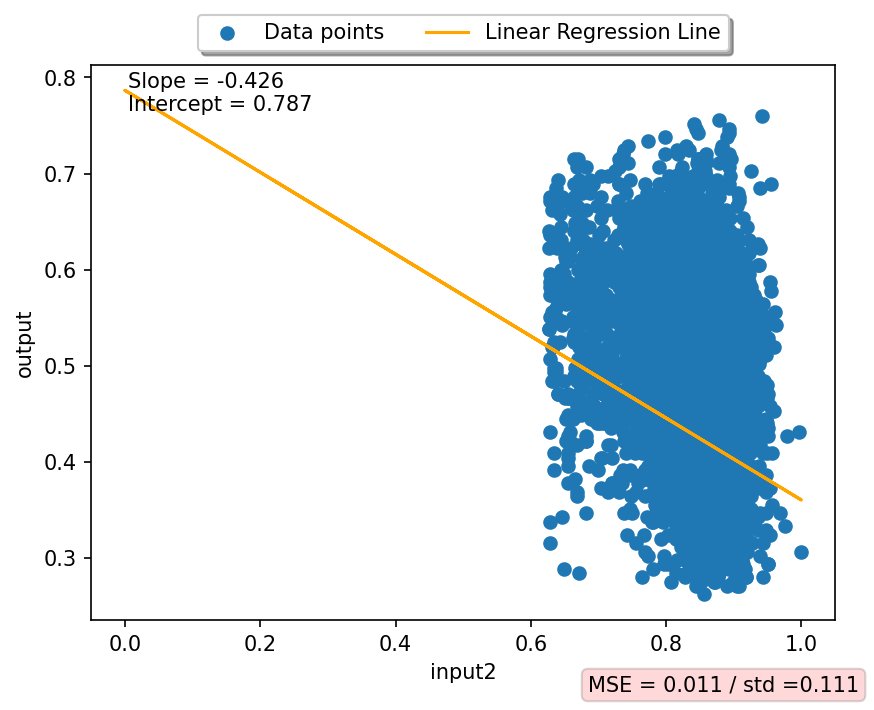 Data points
Linear Regression Line
Slope = -0.426
Intercept = 0.787
0.8
0.7
0.6
0.5
0.4
0.3
output
0.0 0.2 0.4 0.6 0.8 1.0
input2
MSE = 0.011 / std =0.111